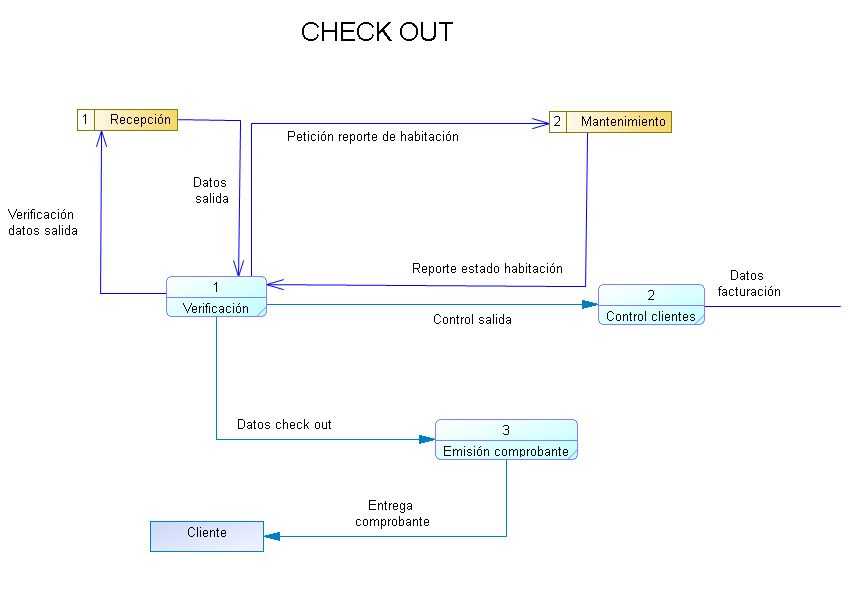 CHECK OUT
1 Recepción
2 Mantenimiento
Petición reporte de habitación
Datos
salida
Verificación
datos salida
Reporte estado habitación
Datos
facturación
1
Verificación
2
Control clientes
Control salida
Datos check out
3
Emisión comprobante
Entrega
comprobante
Cliente